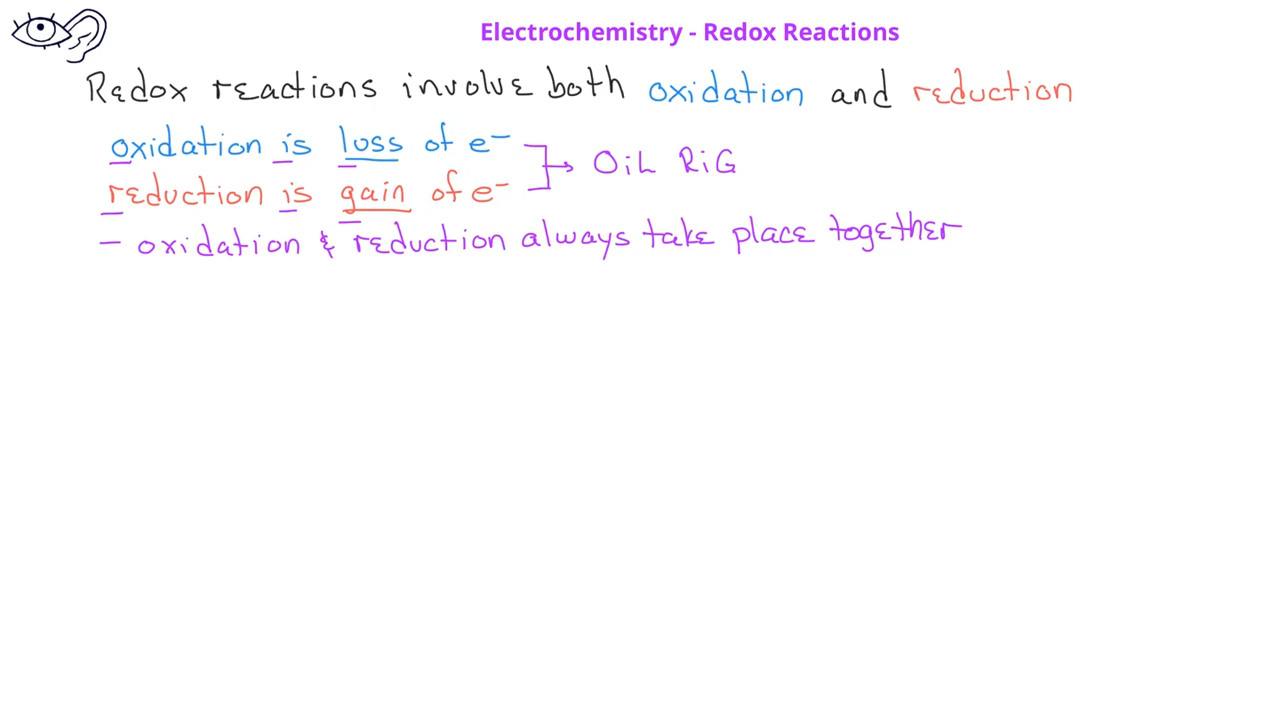 Electrochemistry - Redox Reactions
Redox reactions involve both oxidation and reduction
oxidation is loss of e⁻
reduction is gain of e⁻
OiL RiG
- oxidation & reduction always take place together